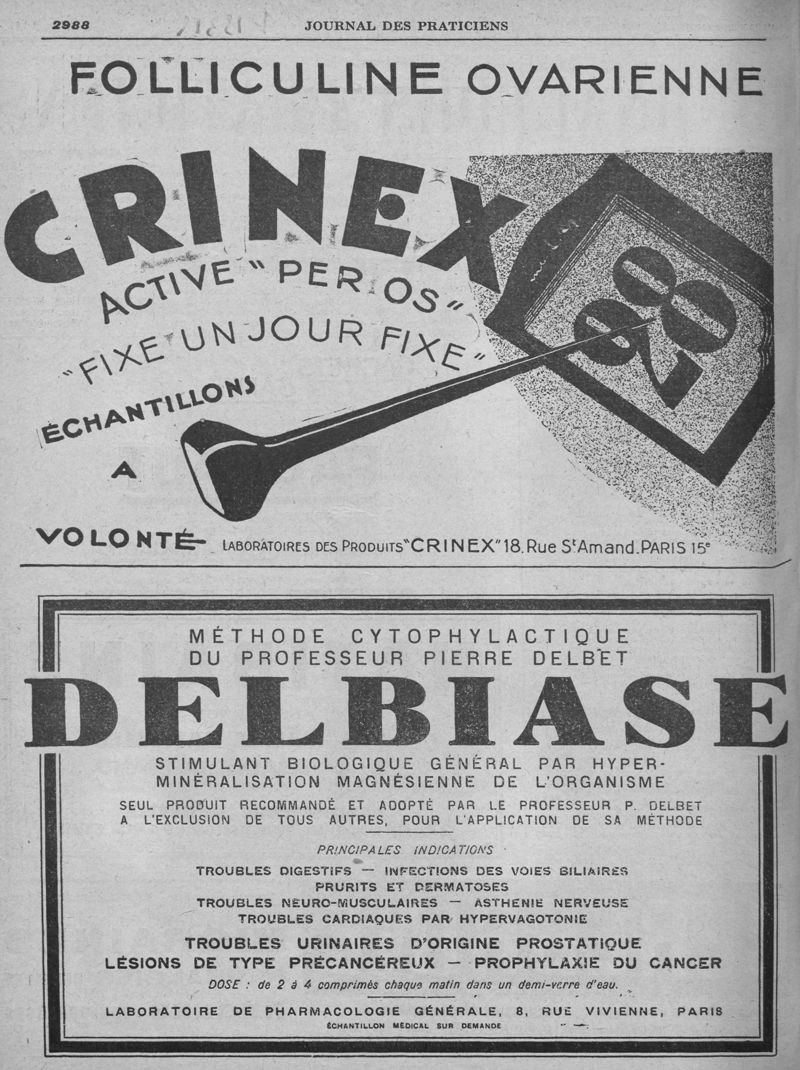 2988
JOURNAL DES PRATICIENS
FOLLICULINE OVARIENNE
CRINEX
ACTIVE "PER OS"
"FIXE UN JOUR FIXE"
ÉCHANTILLONS
A
VOLONTÉ
LABORATOIRES DES PRODUITS "CRINEX" 18. Rue St Amand. PARIS 15e
28
MÉTHODE CYTOPHYLACTIQUE
DU PROFESSEUR PIERRE DELBET
DELBIASE
STIMULANT BIOLOGIQUE GÉNÉRAL PAR HYPER-
MINÉRALISATION MAGNÉSIENNE DE L'ORGANISME
SEUL PRODUIT RECOMMANDÉ ET ADOPTÉ PAR LE PROFESSEUR P. DELBET
A L'EXCLUSION DE TOUS AUTRES, POUR L'APPLICATION DE SA MÉTHODE
PRINCIPALES INDICATIONS
TROUBLES DIGESTIFS — INFECTIONS DES VOIES BILIAIRES
PRURITS ET DERMATOSES
TROUBLES NEURO-MUSCULAIRES — ASTHÉNIE NERVEUSE
TROUBLES CARDIAQUES PAR HYPERVAGOTONIE
TROUBLES URINAIRES D'ORIGINE PROSTATIQUE
LÉSIONS DE TYPE PRÉCANCÉREUX — PROPHYLAXIE DU CANCER
DOSE : de 2 à 4 comprimés chaque matin dans un demi-verre d'eau.
LABORATOIRE DE PHARMACOLOGIE GÉNÉRALE, 8, RUE VIVIENNE, PARIS
ÉCHANTILLON MÉDICAL SUR DEMANDE